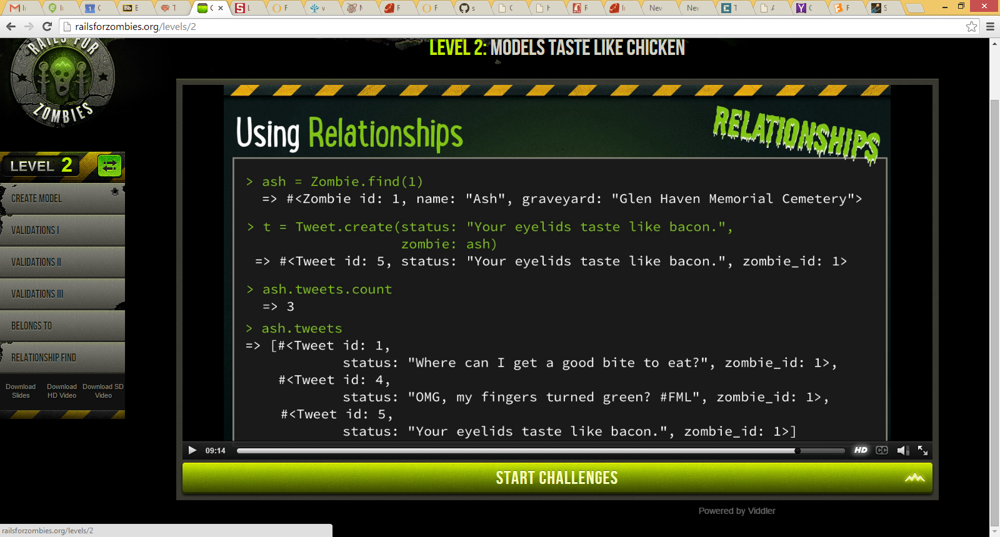 railsforzombies.org/levels/2
RAILS FOR
ZOMBIES
LEVEL 2: MODELS TASTE LIKE CHICKEN
LEVEL 2
CREATE MODEL
VALIDATIONS I
VALIDATIONS II
VALIDATIONS III
BELONGS TO
RELATIONSHIP FIND
Download Slides
Download HD Video
Download SD Video
Using Relationships
RELATIONSHIPS
> ash = Zombie.find(1)
=> #<Zombie id: 1, name: "Ash", graveyard: "Glen Haven Memorial Cemetery">
> t = Tweet.create(status: "Your eyelids taste like bacon.",
zombie: ash)
=> #<Tweet id: 5, status: "Your eyelids taste like bacon.", zombie_id: 1>
> ash.tweets.count
=> 3
> ash.tweets
=> [#<Tweet id: 1,
status: "Where can I get a good bite to eat?", zombie_id: 1>,
#<Tweet id: 4,
status: "OMG, my fingers turned green? #FML", zombie_id: 1>,
#<Tweet id: 5,
status: "Your eyelids taste like bacon.", zombie_id: 1>]
09:14
HD
CC
START CHALLENGES
Powered by Viddler
railsforzombies.org/levels/2